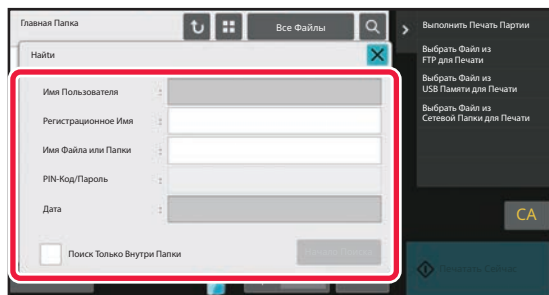 Главная Папка
Все Файлы
Найти
Имя Пользователя :
Регистрационное Имя :
Имя Файла или Папки :
PIN-Код/Пароль :
Дата :
Поиск Только Внутри Папки
Начало Поиска
Выполнить Печать Партии
Выбрать Файл из
FTP для Печати
Выбрать Файл из
USB Памяти для Печати
Выбрать Файл из
Сетевой Папки для Печати
CA
Печатать Сейчас